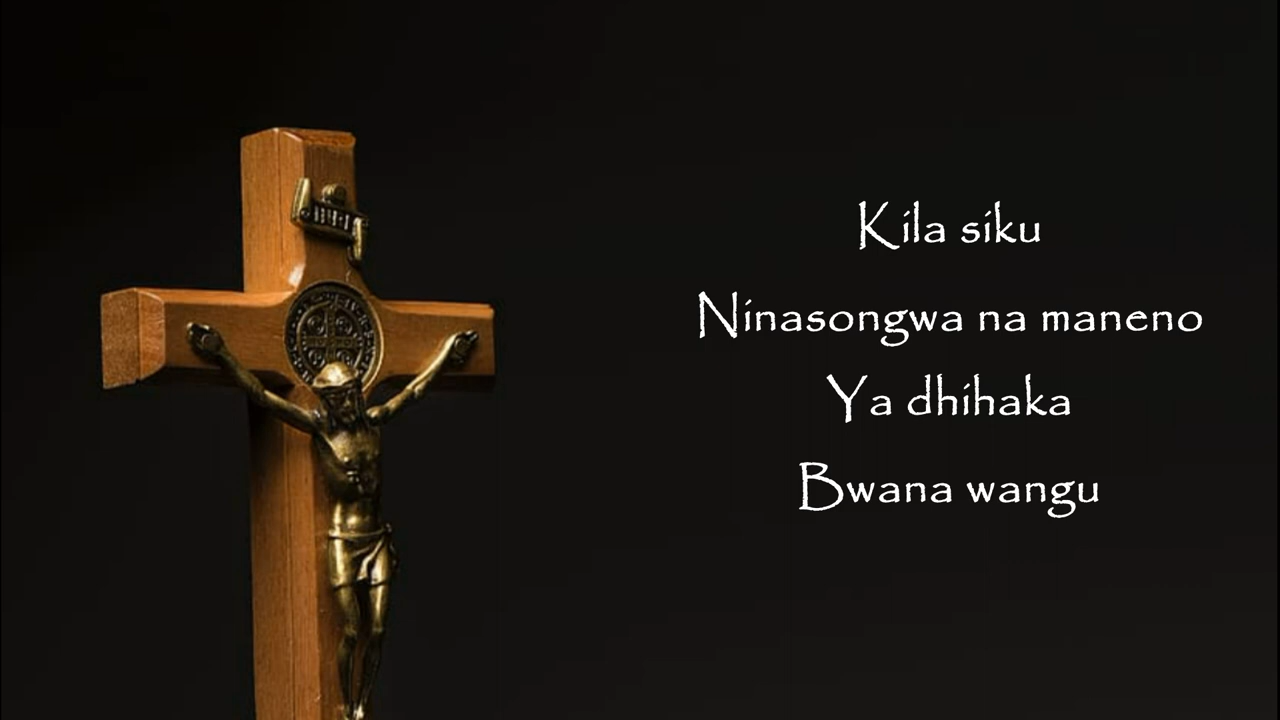 Kila siku
Ninasongwa na maneno
Ya dhihaka
Bwana wangu